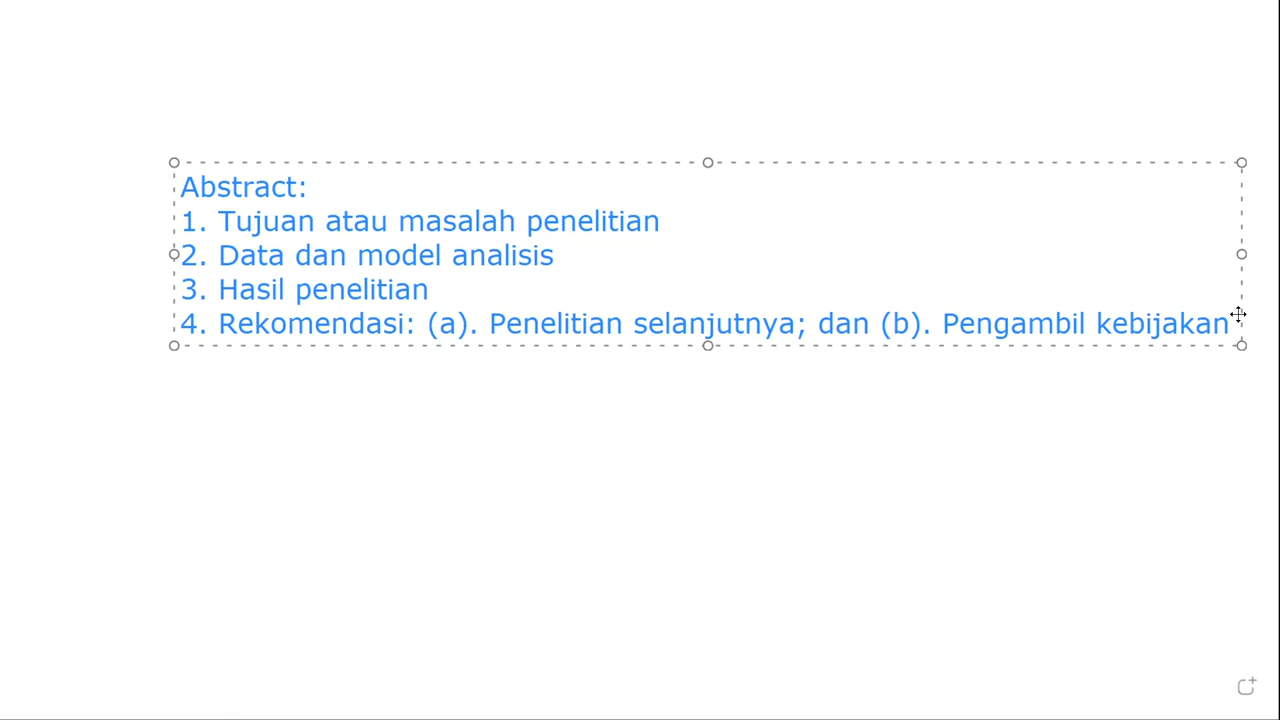 Abstract:
1. Tujuan atau masalah penelitian
2. Data dan model analisis
3. Hasil penelitian
4. Rekomendasi: (a). Penelitian selanjutnya; dan (b). Pengambil kebijakan